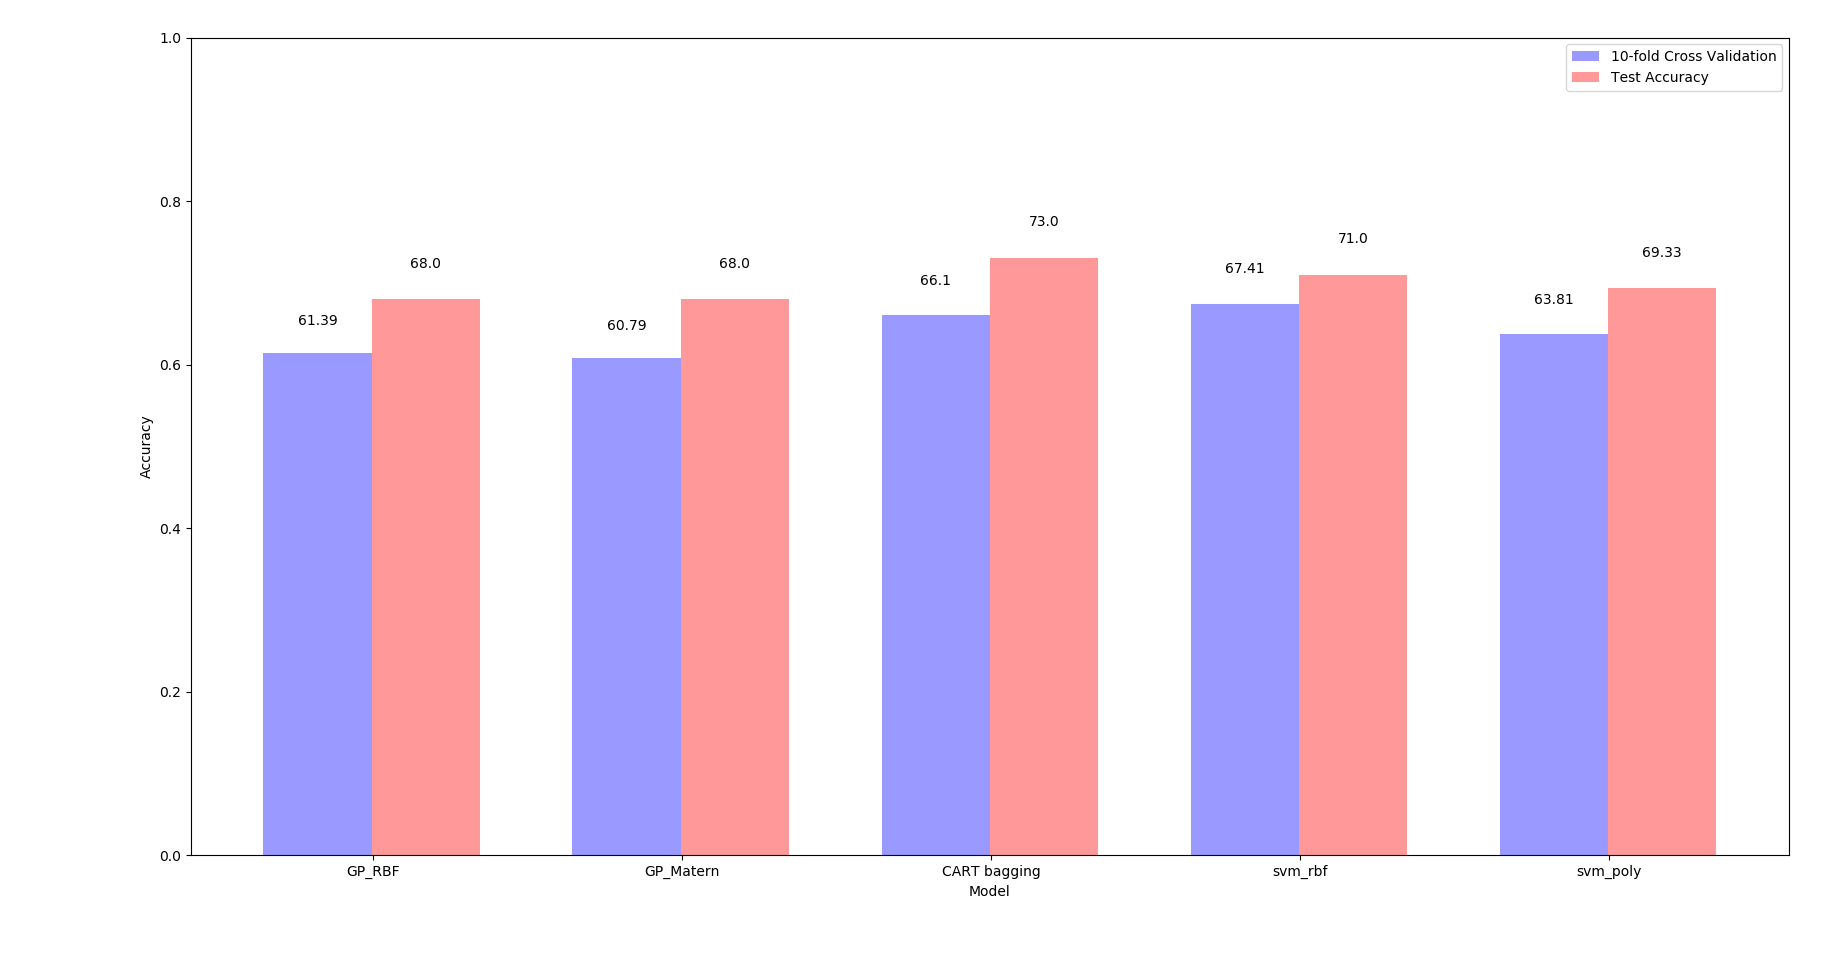 1.0
10-fold Cross Validation
Test Accuracy
0.8
0.6
0.4
0.2
0.0
Accuracy
61.39
68.0
60.79
68.0
66.1
73.0
67.41
71.0
63.81
69.33
GP_RBF
GP_Matern
CART bagging
svm_rbf
svm_poly
Model